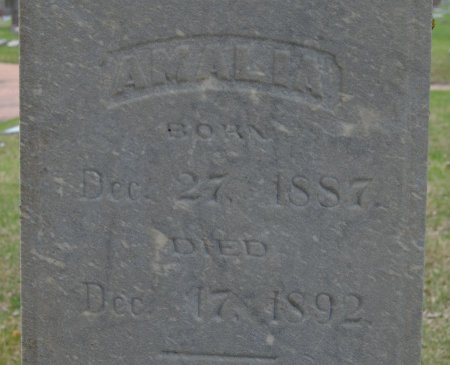 AMALIA
BORN
Dec. 27, 1887.
DIED
Dec. 17, 1892.